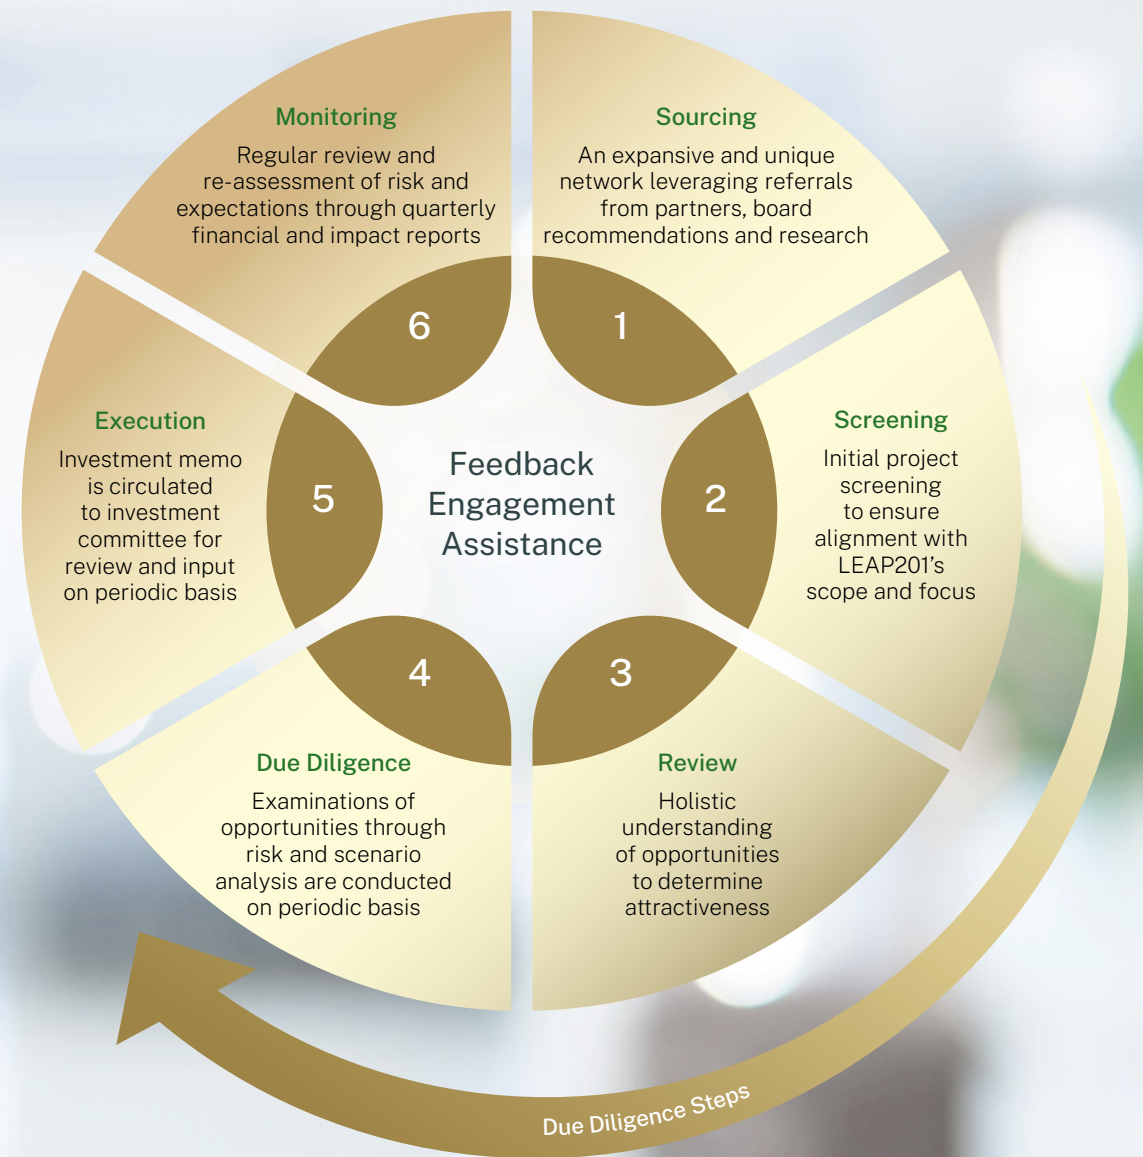 Monitoring
Regular review and
re-assessment of risk and
expectations through quarterly
financial and impact reports
6
Sourcing
An expansive and unique
network leveraging referrals
from partners, board
recommendations and research
1
Screening
Initial project
screening
to ensure
alignment with
LEAP201's
scope and focus
2
Review
Holistic
understanding
of opportunities
to determine
attractiveness
3
Due Diligence
Examinations of
opportunities through
risk and scenario
analysis are conducted
on periodic basis
4
Execution
Investment memo
is circulated
to investment
committee for
review and input
on periodic basis
5
Feedback
Engagement
Assistance
Due Diligence Steps